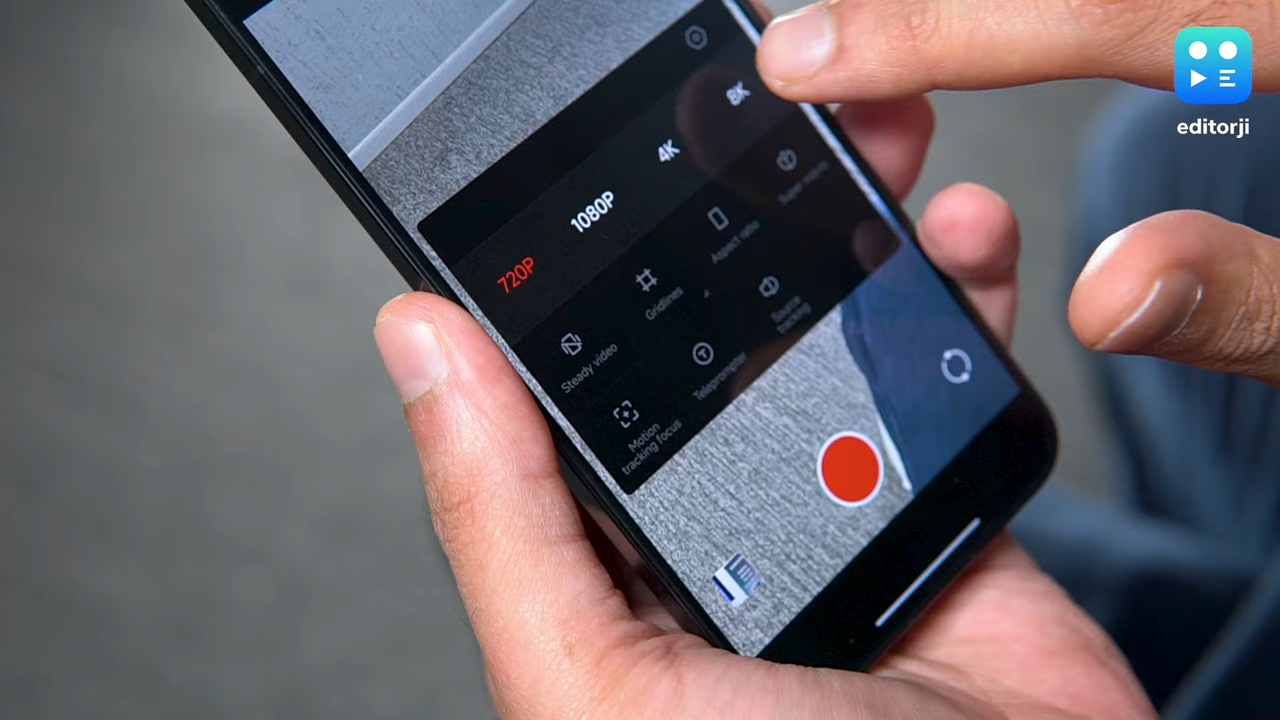 editorji
8K
4K
1080P
720P
Super macro
Aspect ratio
Gridlines
Steady video
Source
tracking
Teleprompter
Motion
tracking focus